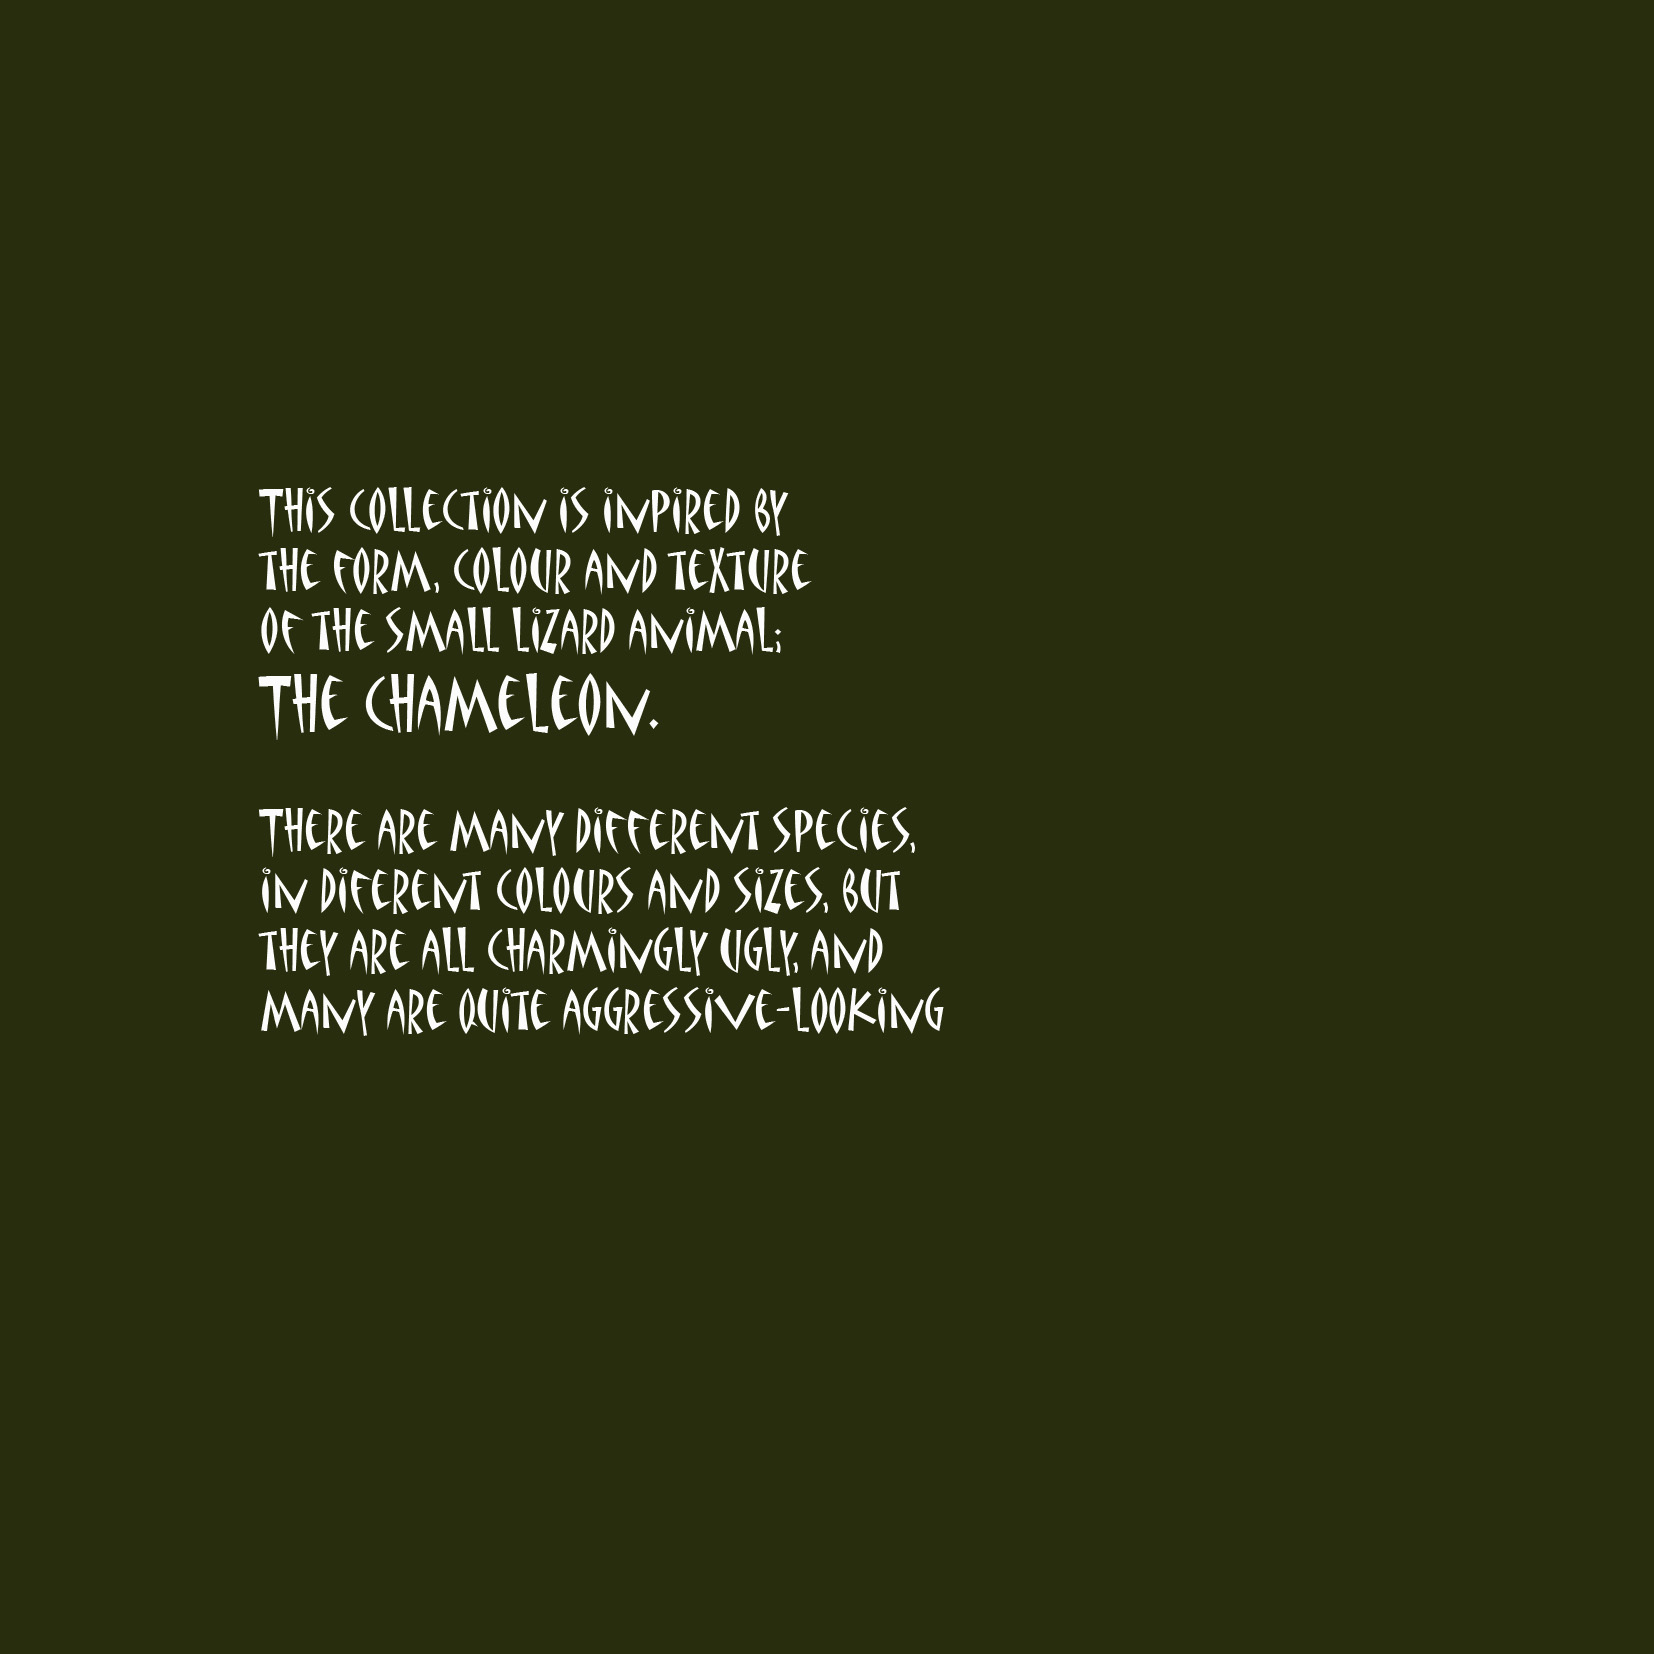 THIS COLLECTION IS INPIRED BY
THE FORM, COLOUR AND TEXTURE
OF THE SMALL LIZARD ANIMAL;
THE CHAMELEON.
THERE ARE MANY DIFFERENT SPECIES,
IN DIFERENT COLOURS AND SIZES, BUT
THEY ARE ALL CHARMINGLY UGLY, AND
MANY ARE QUITE AGGRESSIVE-LOOKING